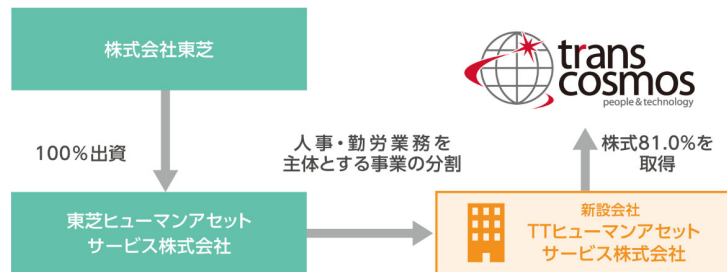 株式会社東芝
trans
cosmos
people & technology
100%出資
人事・勤労業務を
主体とする事業の分割
株式81.0%を
取得
東芝ヒューマンアセット
サービス株式会社
新設会社
TTヒューマンアセット
サービス株式会社